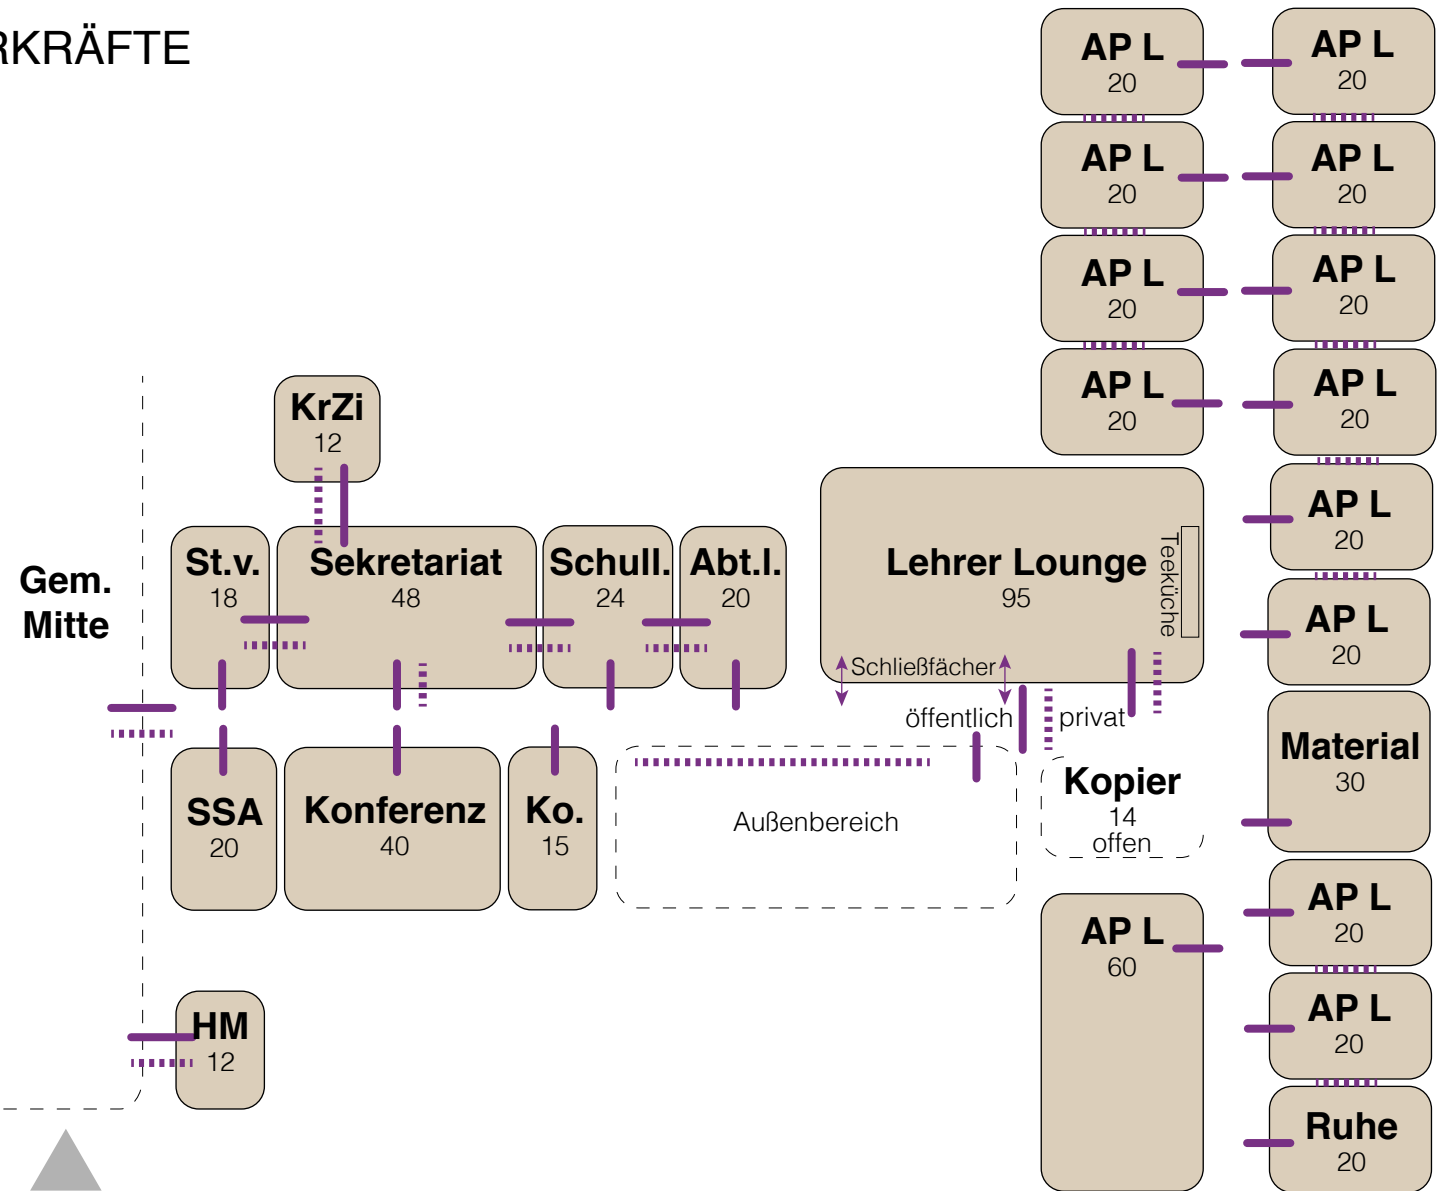 RKRÄFTE
AP L
20
AP L
20
AP L
20
AP L
20
AP L
20
AP L
20
AP L
20
AP L
20
KrZi
12
Gem.
Mitte
St.v.
18
Sekretariat
48
Schull.
24
Abt.l.
20
Lehrer Lounge
95
Teeküche
Schließfächer
öffentlich
privat
AP L
20
AP L
20
SSA
20
Konferenz
40
Ko.
15
Außenbereich
Kopier
14
offen
Material
30
AP L
60
AP L
20
AP L
20
HM
12
Ruhe
20